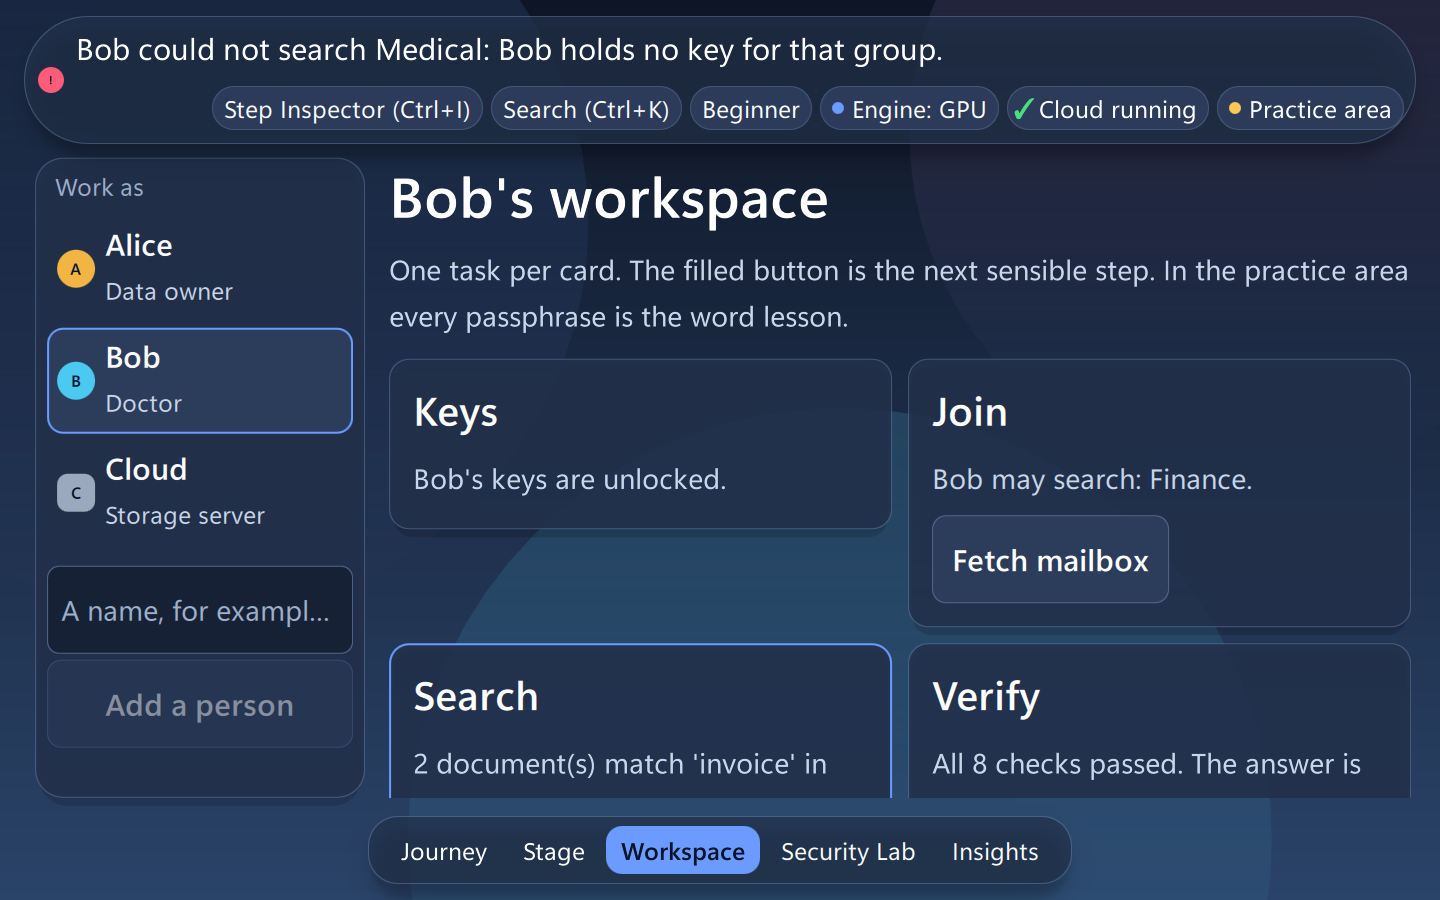 Bob could not search Medical: Bob holds no key for that group.
!
Step Inspector (Ctrl+I)
Search (Ctrl+K)
Beginner
Engine: GPU
Cloud running
Practice area
Work as
A
Alice
Data owner
B
Bob
Doctor
C
Cloud
Storage server
A name, for exampl...
Add a person
Bob's workspace
One task per card. The filled button is the next sensible step. In the practice area
every passphrase is the word lesson.
Keys
Bob's keys are unlocked.
Join
Bob may search: Finance.
Fetch mailbox
Search
2 document(s) match 'invoice' in
Verify
All 8 checks passed. The answer is
Journey
Stage
Workspace
Security Lab
Insights